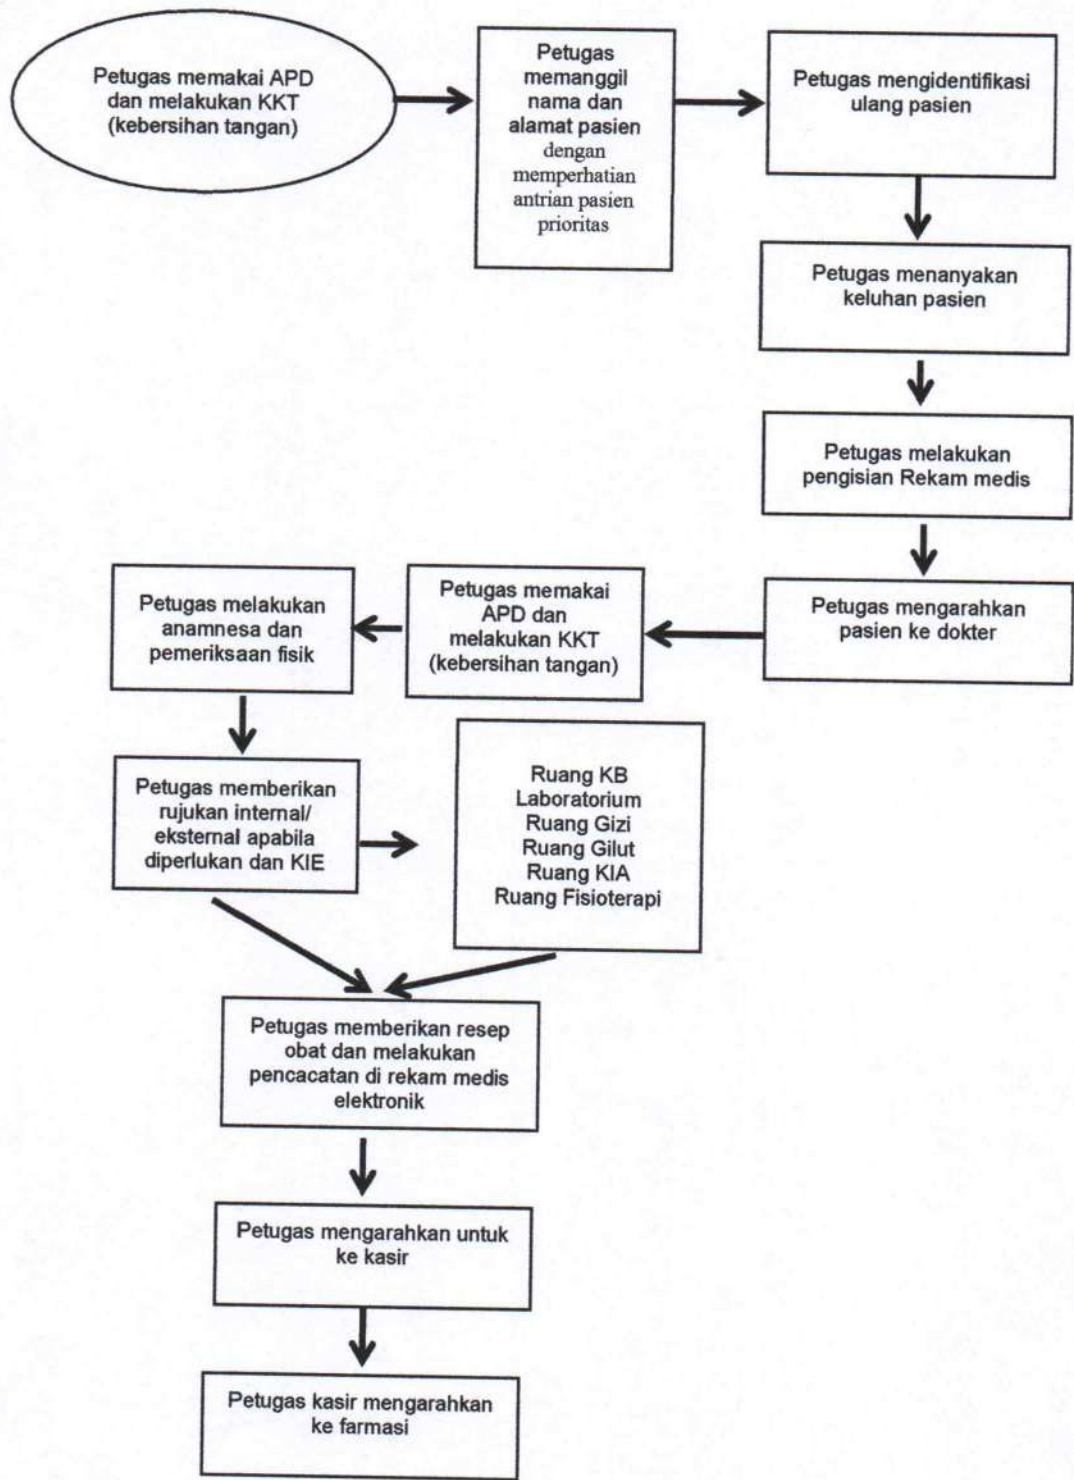 Petugas memakai APD
dan melakukan KKT
(kebersihan tangan)
Petugas
memanggil
nama dan
alamat pasien
dengan
memperhatian
antrian pasien
prioritas
Petugas mengidentifikasi
ulang pasien
Petugas menanyakan
keluhan pasien
Petugas melakukan
pengisian Rekam medis
Petugas mengarahkan
pasien ke dokter
Petugas memakai
APD dan
melakukan KKT
(kebersihan tangan)
Petugas melakukan
anamnesa dan
pemeriksaan fisik
Petugas memberikan
rujukan internal/
eksternal apabila
diperlukan dan KIE
Ruang KB
Laboratorium
Ruang Gizi
Ruang Gilut
Ruang KIA
Ruang Fisioterapi
Petugas memberikan resep
obat dan melakukan
pencacatan di rekam medis
elektronik
Petugas mengarahkan untuk
ke kasir
Petugas kasir mengarahkan
ke farmasi